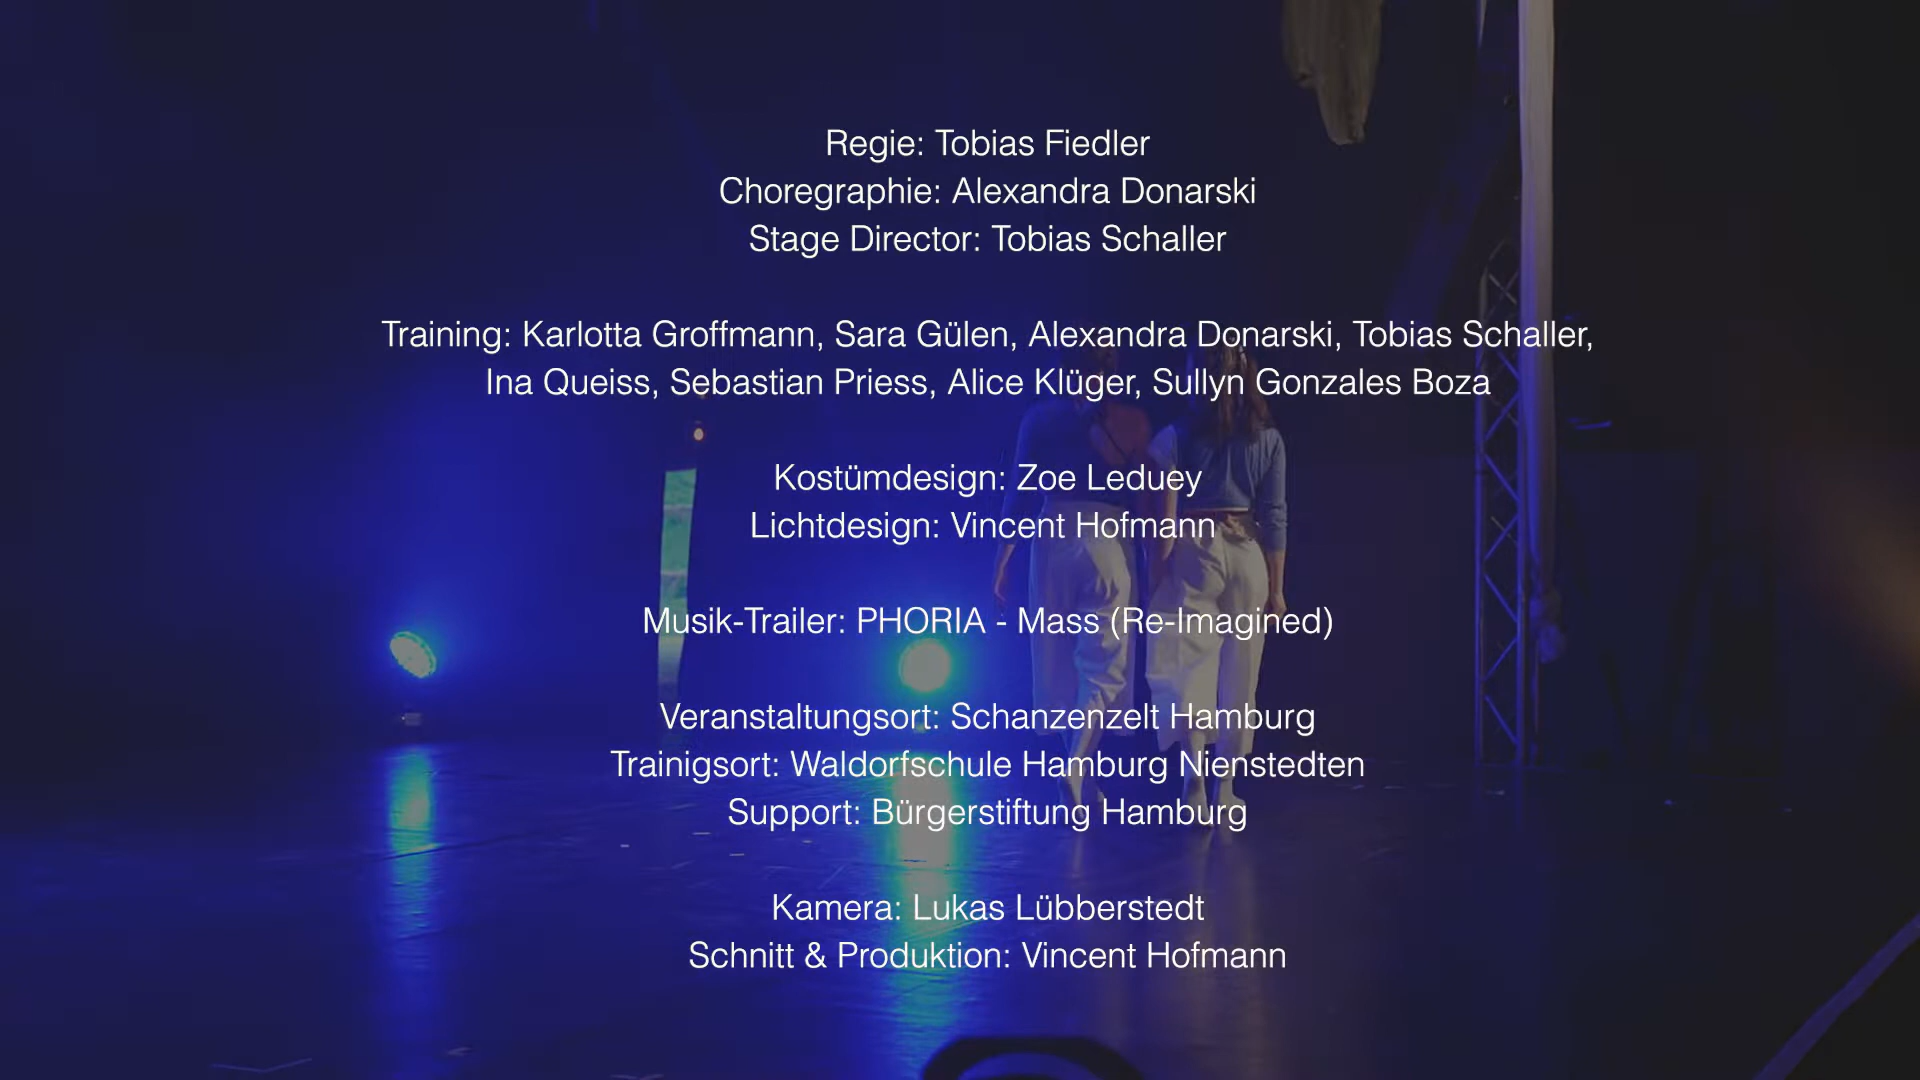 Regie: Tobias Fiedler
Choregraphie: Alexandra Donarski
Stage Director: Tobias Schaller
Training: Karlotta Groffmann, Sara Gülen, Alexandra Donarski, Tobias Schaller,
Ina Queiss, Sebastian Priess, Alice Klüger, Sullyn Gonzales Boza
Kostümdesign: Zoe Leduey
Lichtdesign: Vincent Hofmann
Musik-Trailer: PHORIA - Mass (Re-Imagined)
Veranstaltungsort: Schanzenzelt Hamburg
Trainigsort: Waldorfschule Hamburg Nienstedten
Support: Bürgerstiftung Hamburg
Kamera: Lukas Lübberstedt
Schnitt & Produktion: Vincent Hofmann